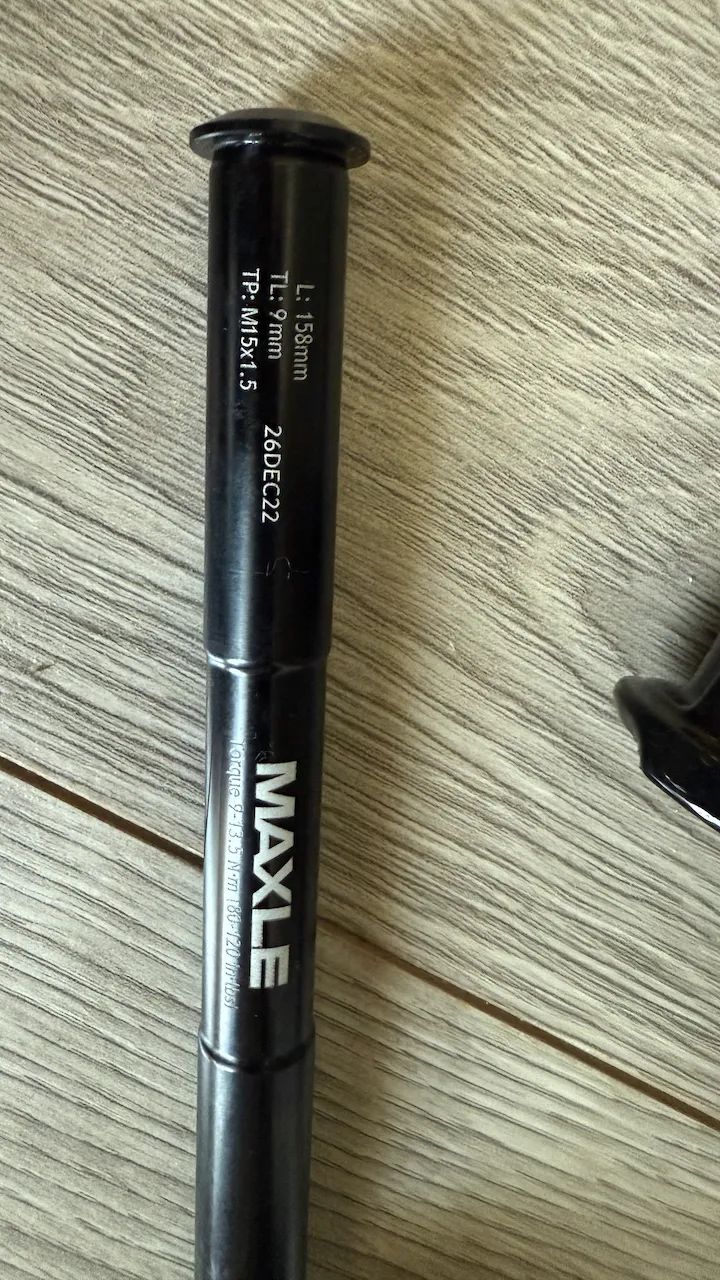 L: 158mm
TL: 9mm
TP: M15x1.5
26DEC22
MAXLE
Torque 9-13.5 N·m (80-120 in·lbs)